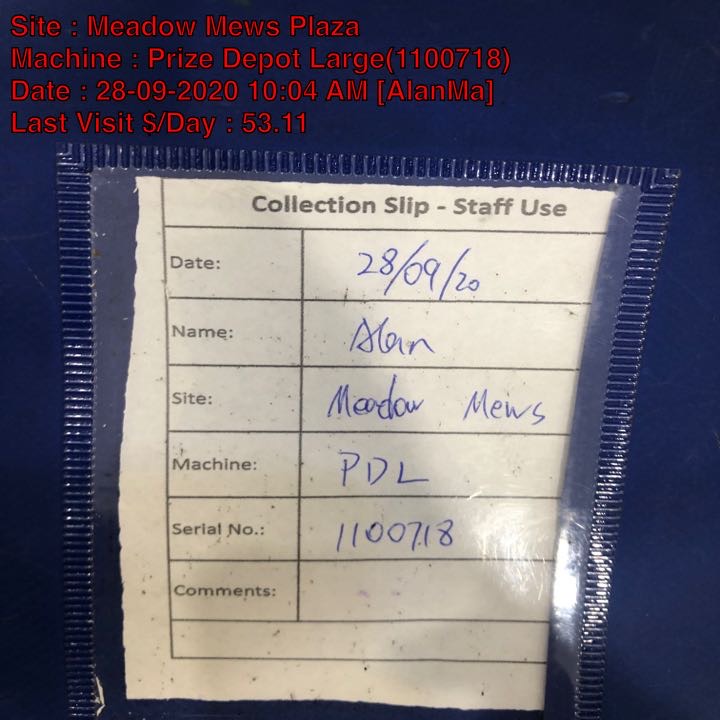 Site : Meadow Mews Plaza
Machine : Prize Depot Large(1100718)
Date : 28-09-2020 10:04 AM [AlanMa]
Last Visit $/Day : 53.11
Collection Slip - Staff Use
Date: 28/09/20
Name: Alan
Site: Meadow Mews
Machine: PDL
Serial No.: 1100718
Comments: